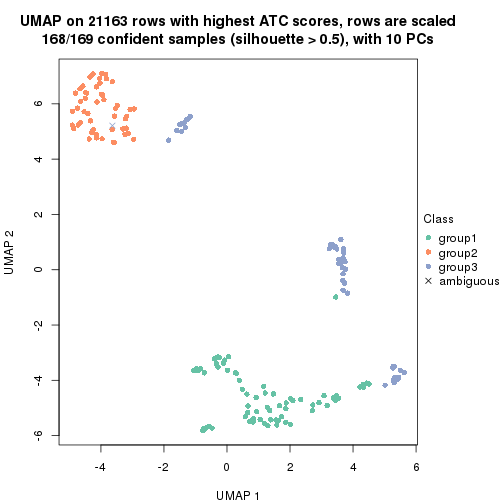 UMAP on 21163 rows with highest ATC scores, rows are scaled
168/169 confident samples (silhouette > 0.5), with 10 PCs
UMAP 2
6
4
2
0
-2
-4
-6
-4
-2
0
2
4
6
UMAP 1
Class
group1
group2
group3
ambiguous